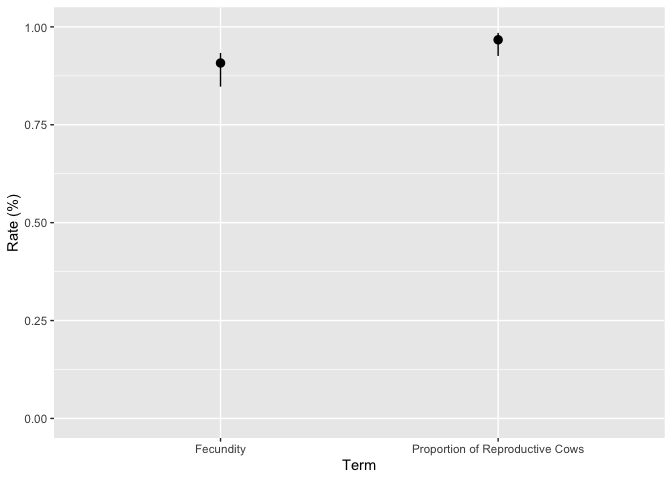 1.00
0.75
0.50
0.25
0.00
Rate (%)
Fecundity
Proportion of Reproductive Cows
Term